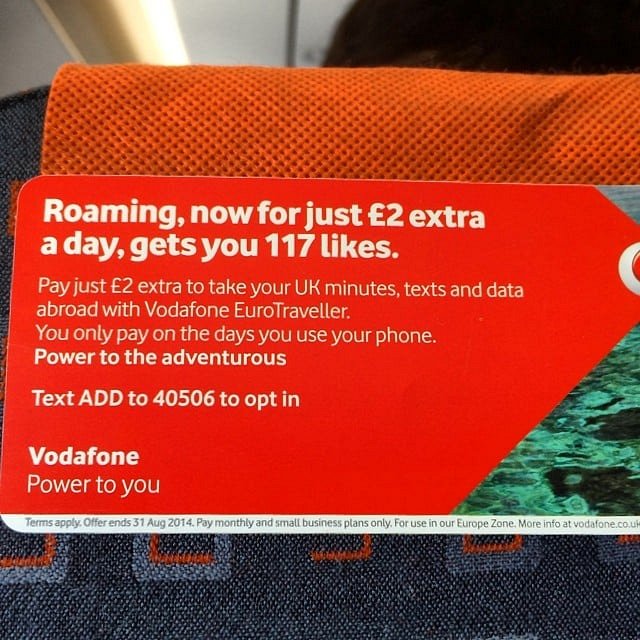 Roaming, now for just £2 extra
a day, gets you 117 likes.
Pay just £2 extra to take your UK minutes, texts and data
abroad with Vodafone EuroTraveller.
You only pay on the days you use your phone.
Power to the adventurous
Text ADD to 40506 to opt in
Vodafone
Power to you
Terms apply. Offer ends 31 Aug 2014. Pay monthly and small business plans only. For use in our Europe Zone. More info at vodafone.co.uk